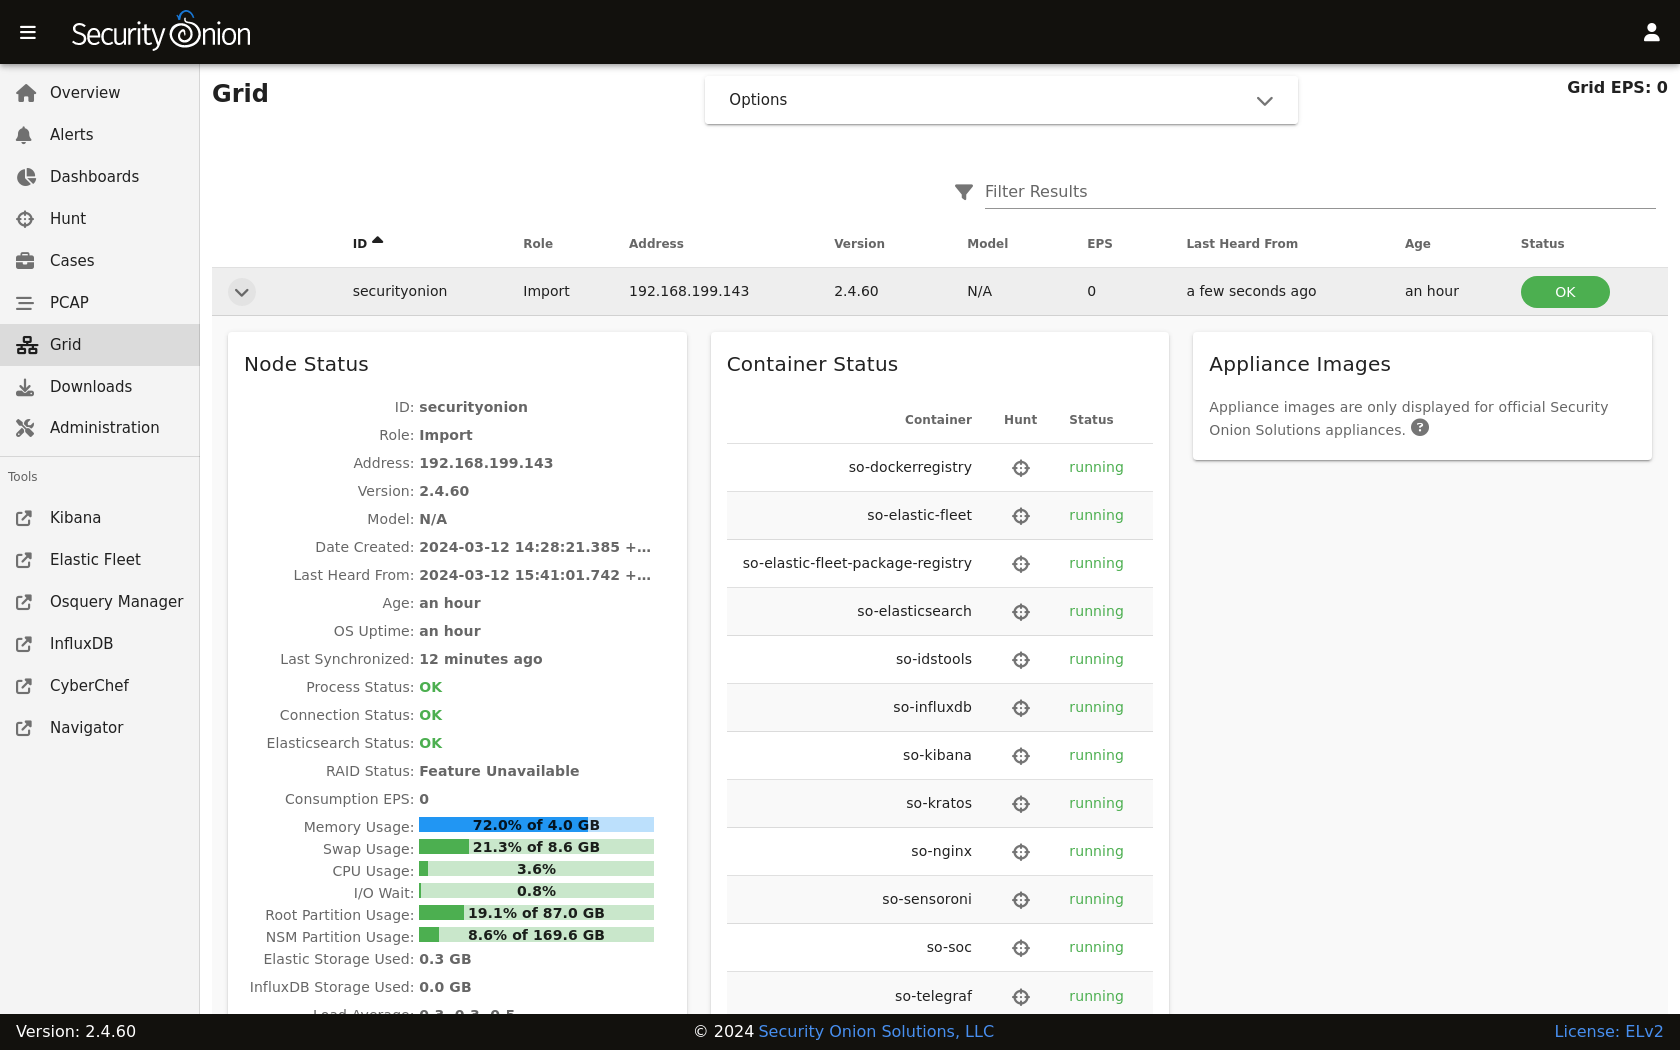 Security Onion
Overview
Alerts
Dashboards
Hunt
Cases
PCAP
Grid
Downloads
Administration
Tools
Kibana
Elastic Fleet
Osquery Manager
InfluxDB
CyberChef
Navigator
Grid
Options
Grid EPS: 0
Filter Results
ID Role Address Version Model EPS Last Heard From Age Status
securityonion Import 192.168.199.143 2.4.60 N/A 0 a few seconds ago an hour OK
Node Status
ID: securityonion
Role: Import
Address: 192.168.199.143
Version: 2.4.60
Model: N/A
Date Created: 2024-03-12 14:28:21.385 +...
Last Heard From: 2024-03-12 15:41:01.742 +...
Age: an hour
OS Uptime: an hour
Last Synchronized: 12 minutes ago
Process Status: OK
Connection Status: OK
Elasticsearch Status: OK
RAID Status: Feature Unavailable
Consumption EPS: 0
Memory Usage: 72.0% of 4.0 GB
Swap Usage: 21.3% of 8.6 GB
CPU Usage: 3.6%
I/O Wait: 0.8%
Root Partition Usage: 19.1% of 87.0 GB
NSM Partition Usage: 8.6% of 169.6 GB
Elastic Storage Used: 0.3 GB
InfluxDB Storage Used: 0.0 GB
Load Average: 0.3, 0.3, 0.5
Container Status
Container Hunt Status
so-dockerregistry running
so-elastic-fleet running
so-elastic-fleet-package-registry running
so-elasticsearch running
so-idstools running
so-influxdb running
so-kibana running
so-kratos running
so-nginx running
so-sensoroni running
so-soc running
so-telegraf running
Appliance Images
Appliance images are only displayed for official Security
Onion Solutions appliances. ?
Version: 2.4.60
© 2024 Security Onion Solutions, LLC
License: ELv2